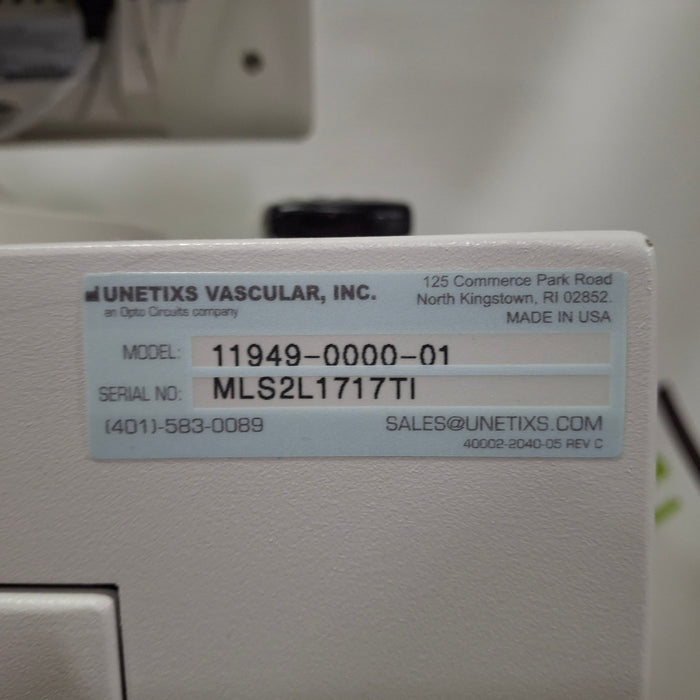 UNETIXS VASCULAR, INC.
an Opto Circuits company
125 Commerce Park Road
North Kingstown, RI 02852.
MADE IN USA
MODEL: 11949-0000-01
SERIAL NO: MLS2L1717TI
(401)-583-0089
SALES@UNETIXS.COM
40002-2040-05 REV C